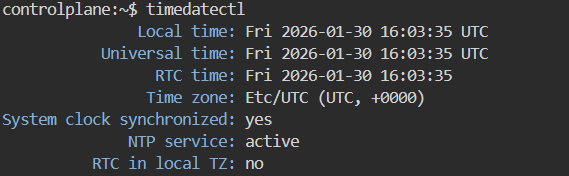 controlplane:~$ timedatectl
Local time: Fri 2026-01-30 16:03:35 UTC
Universal time: Fri 2026-01-30 16:03:35 UTC
RTC time: Fri 2026-01-30 16:03:35
Time zone: Etc/UTC (UTC, +0000)
System clock synchronized: yes
NTP service: active
RTC in local TZ: no